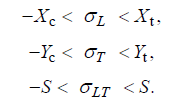 −X_c < σ_L < X_t,
−Y_c < σ_T < Y_t,
−S < σ_LT < S.